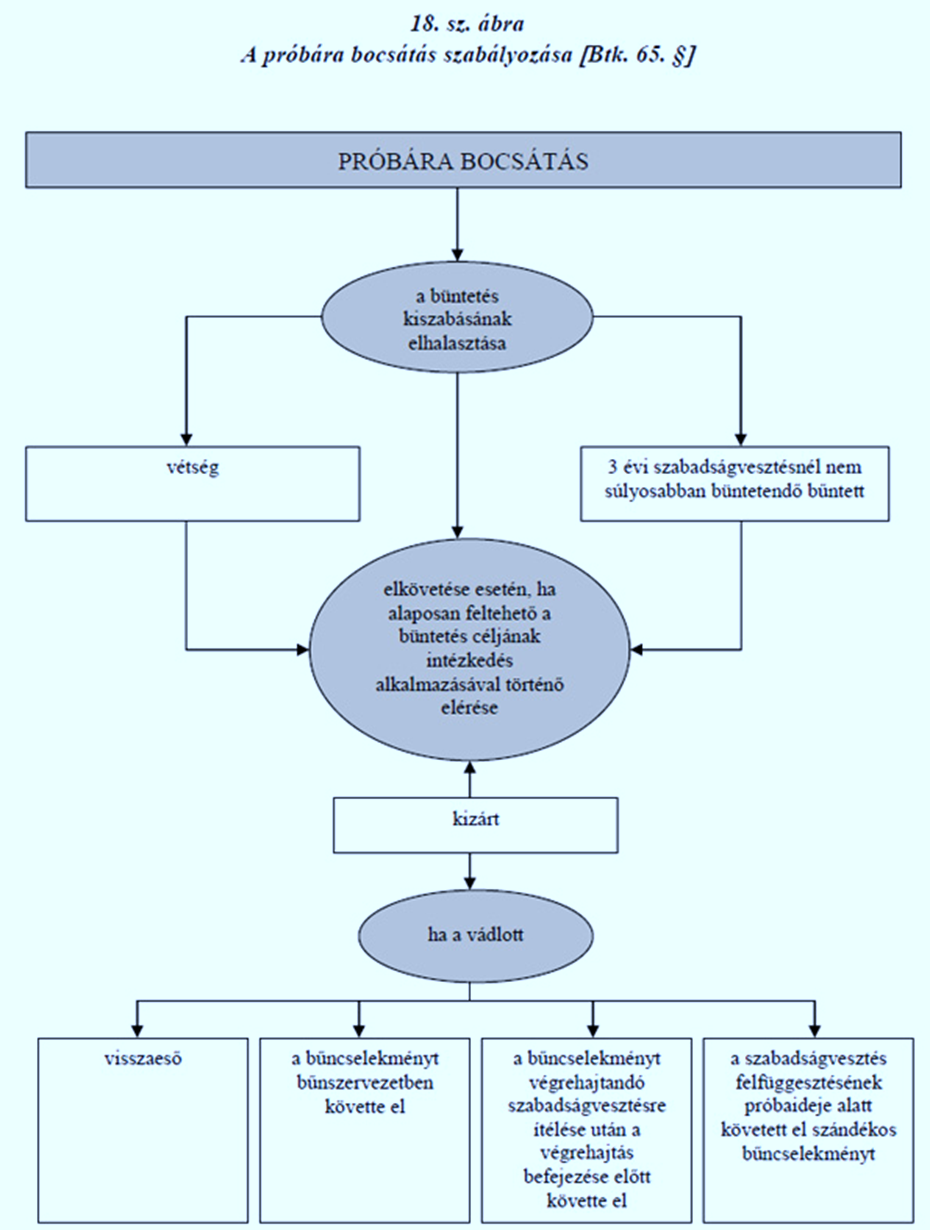 18. sz. ábra
A próbára bocsátás szabályozása [Btk. 65. §]
PRÓBÁRA BOCSÁTÁS
a büntetés
kiszabásának
elhalasztása
vétség
3 évi szabadságvesztésnél nem
súlyosabban büntetendő bűntett
elkövetése esetén, ha
alaposan feltehető a
büntetés céljának
intézkedés
alkalmazásával történő
elérése
kizárt
ha a vádlott
visszaeső
a bűncselekményt
bűnszervezetben
követte el
a bűncselekményt
végrehajtandó
szabadságvesztésre
ítélése után a
végrehajtás
befejezése előtt
követte el
a szabadságvesztés
felfüggesztésének
próbaideje alatt
követett el szándékos
bűncselekményt